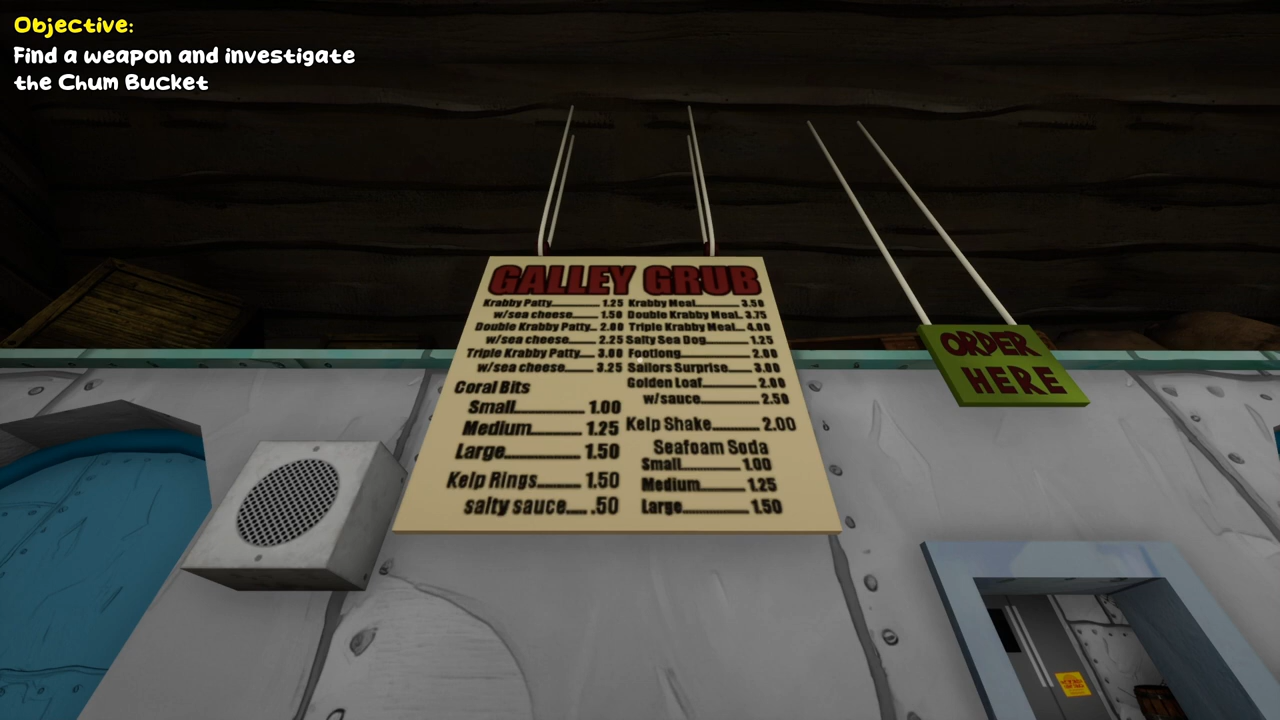 Objective:
Find a weapon and investigate
the Chum Bucket
GALLEY GRUB
Krabby Patty 1.25
w/sea cheese 1.50
Double Krabby Patty 2.00
w/sea cheese 2.25
Triple Krabby Patty 3.00
w/sea cheese 3.25
Coral Bits
Small 1.00
Medium 1.25
Large 1.50
Kelp Rings 1.50
salty sauce .50
Krabby Meal 3.50
Double Krabby Meal 3.75
Triple Krabby Meal 4.00
Salty Sea Dog 1.25
Footlong 2.00
Sailors Surprise 3.00
Golden Loaf 2.00
w/sauce 2.50
Kelp Shake 2.00
Seafoam Soda
Small 1.00
Medium 1.25
Large 1.50
ORDER
HERE